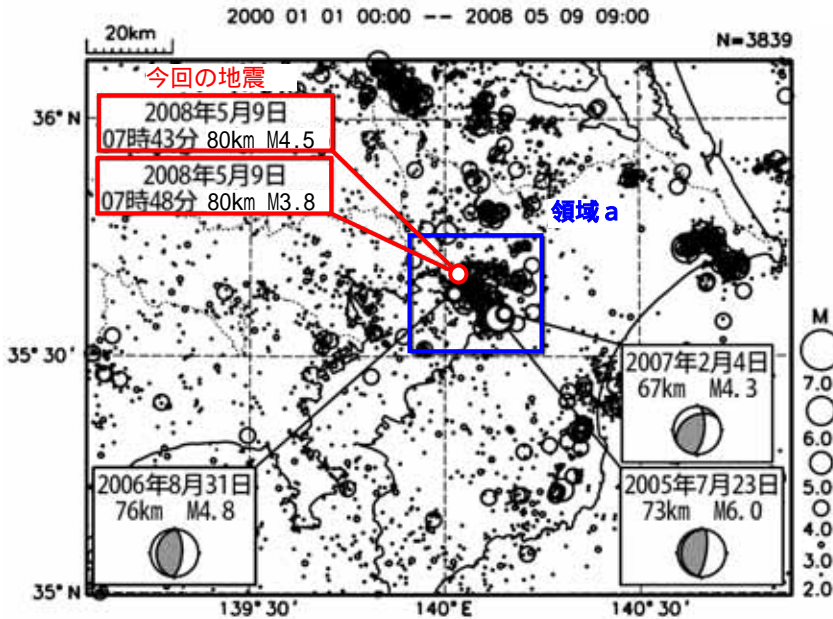 2000 01 01 00:00 -- 2008 05 09 09:00
20km
N=3839
今回の地震
36°N
2008年5月9日
07時43分 80km M4.5
2008年5月9日
07時48分 80km M3.8
領域a
35°30'
M
7.0
6.0
5.0
4.0
3.0
2.0
2007年2月4日
67km M4.3
2006年8月31日
76km M4.8
2005年7月23日
73km M6.0
35°N
139°30'
140°E
140°30'